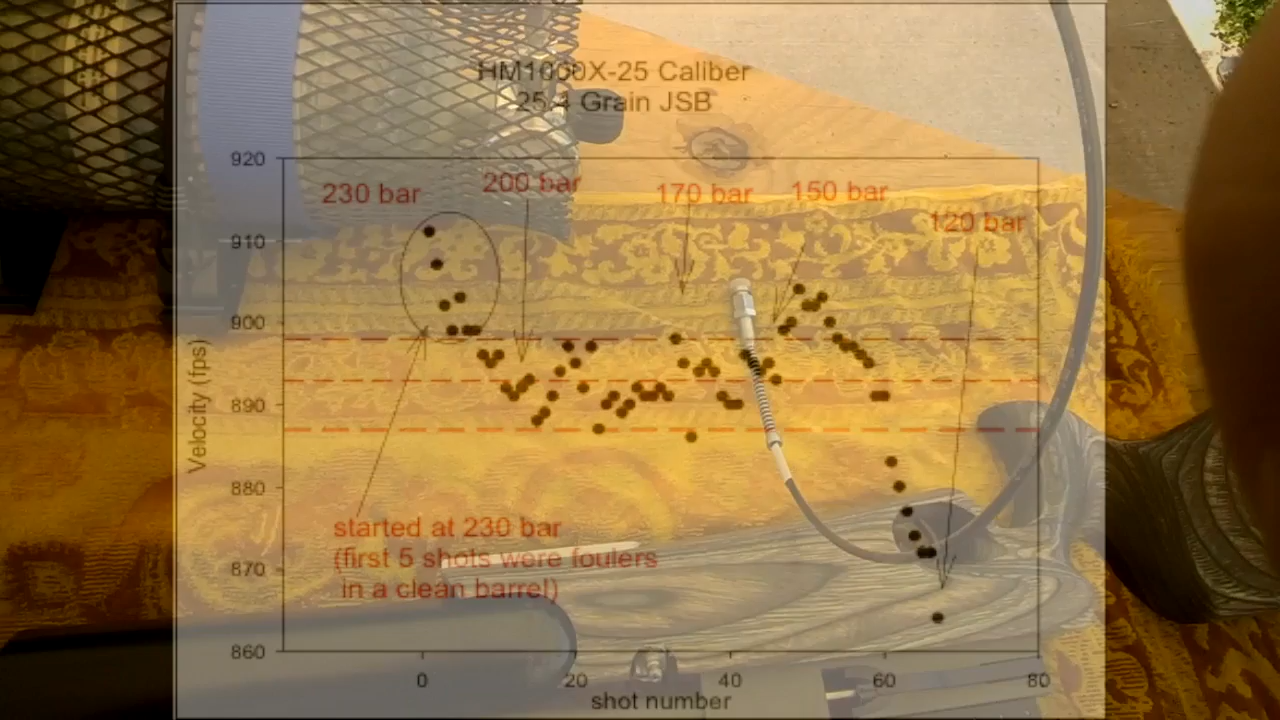 HM1000X-25 Caliber
25.4 Grain JSB
920
910
900
890
880
870
860
Velocity (fps)
230 bar
200 bar
170 bar
150 bar
120 bar
started at 230 bar
(first 5 shots were foulers
in a clean barrel)
0
20
40
60
80
shot number